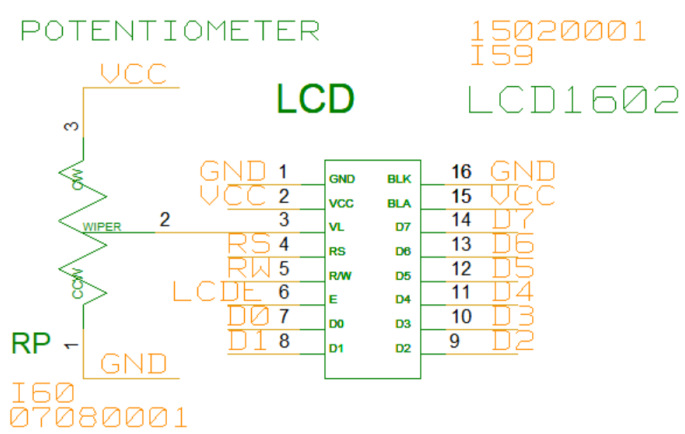 POTENTIOMETER
15020001
I59
VCC
LCD
LCD1602
3
CW
GND 1 GND BLK 16 GND
VCC 2 VCC BLA 15 VCC
WIPER 2 3 VL D7 14 D7
RS 4 RS D6 13 D6
RW 5 R/W D5 12 D5
CCW
LCDE 6 E D4 11 D4
D0 7 D0 D3 10 D3
D1 8 D1 D2 9 D2
RP 1
GND
I60
07080001